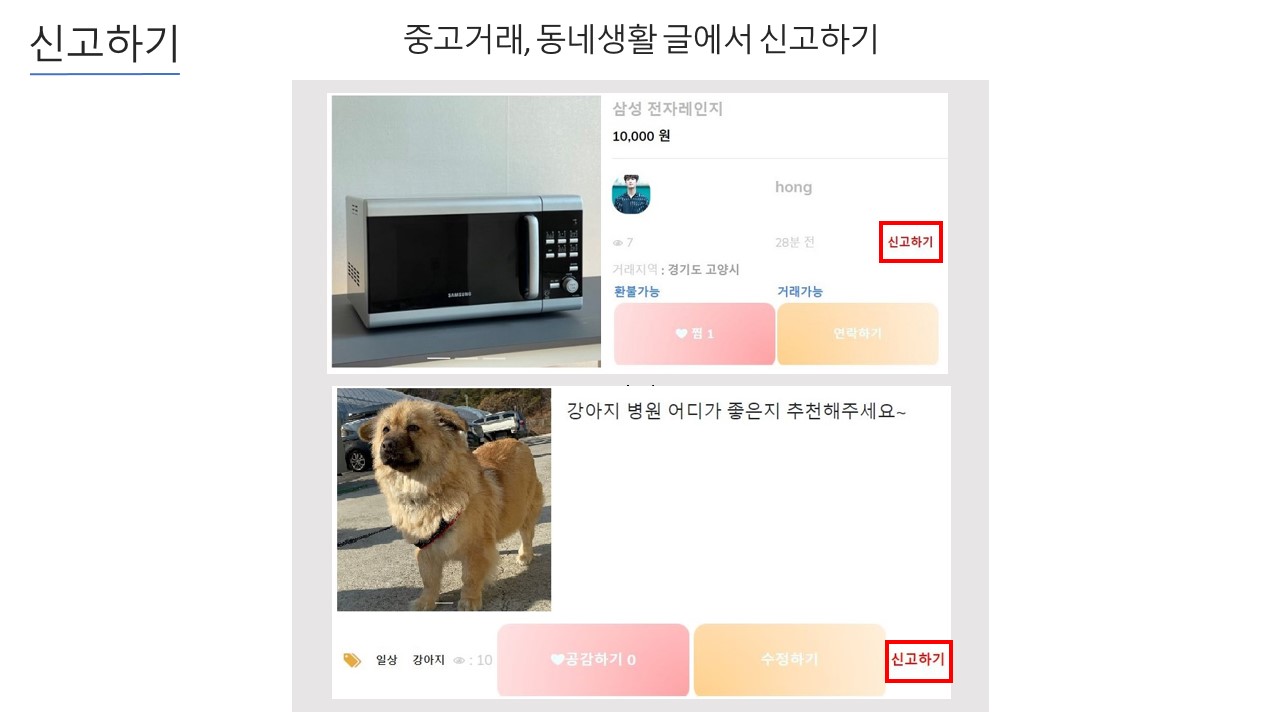 신고하기
중고거래, 동네생활 글에서 신고하기
삼성 전자레인지
10,000 원
hong
7
28분 전
신고하기
거래지역 : 경기도 고양시
환불가능
거래가능
찜 1
연락하기
SAMSUNG
강아지 병원 어디가 좋은지 추천해주세요~
일상
강아지
: 10
공감하기 0
수정하기
신고하기